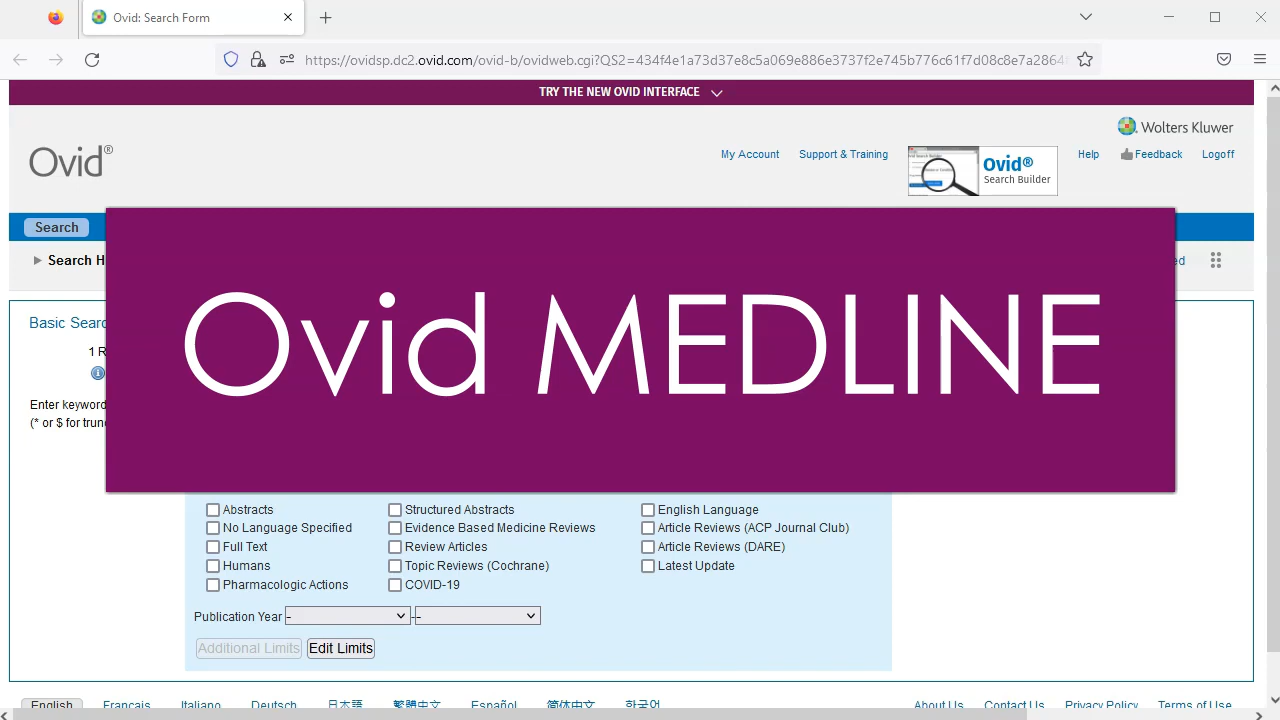 Ovid: Search Form
https://ovidsp.dc2.ovid.com/ovid-b/ovidweb.cgi?QS2=434f4e1a73d37e8c5a069e886e3737f2e745b776c61f7d08c8e7a2864
TRY THE NEW OVID INTERFACE
Wolters Kluwer
Ovid®
My Account Support & Training Ovid® Search Builder Help Feedback Logoff
Search
Search H
ed
Ovid MEDLINE
Basic Searc
1 R
Enter keyword
(* or $ for trunc
Abstracts Structured Abstracts English Language
No Language Specified Evidence Based Medicine Reviews Article Reviews (ACP Journal Club)
Full Text Review Articles Article Reviews (DARE)
Humans Topic Reviews (Cochrane) Latest Update
Pharmacologic Actions COVID-19
Publication Year - - -
Additional Limits Edit Limits
English Français Italiano Deutsch 日本語 繁體中文 Español 简体中文 한국어 About Us Contact Us Privacy Policy Terms of Use